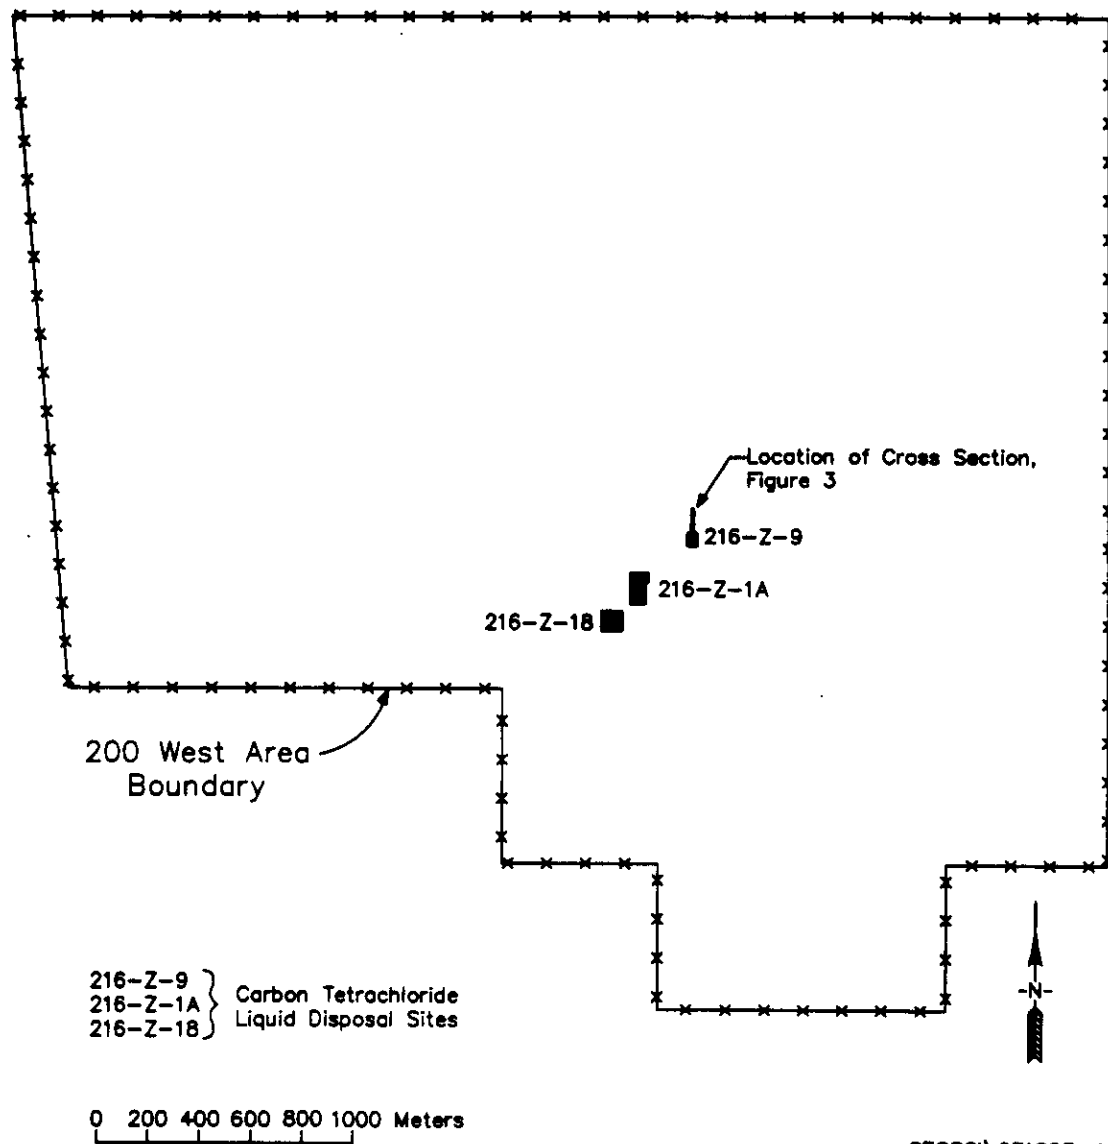 Location of Cross Section,
Figure 3
216-Z-9
216-Z-1A
216-Z-18
200 West Area
Boundary
216-Z-9
216-Z-1A
216-Z-18
Carbon Tetrachloride
Liquid Disposal Sites
-N-
0 200 400 600 800 1000 Meters